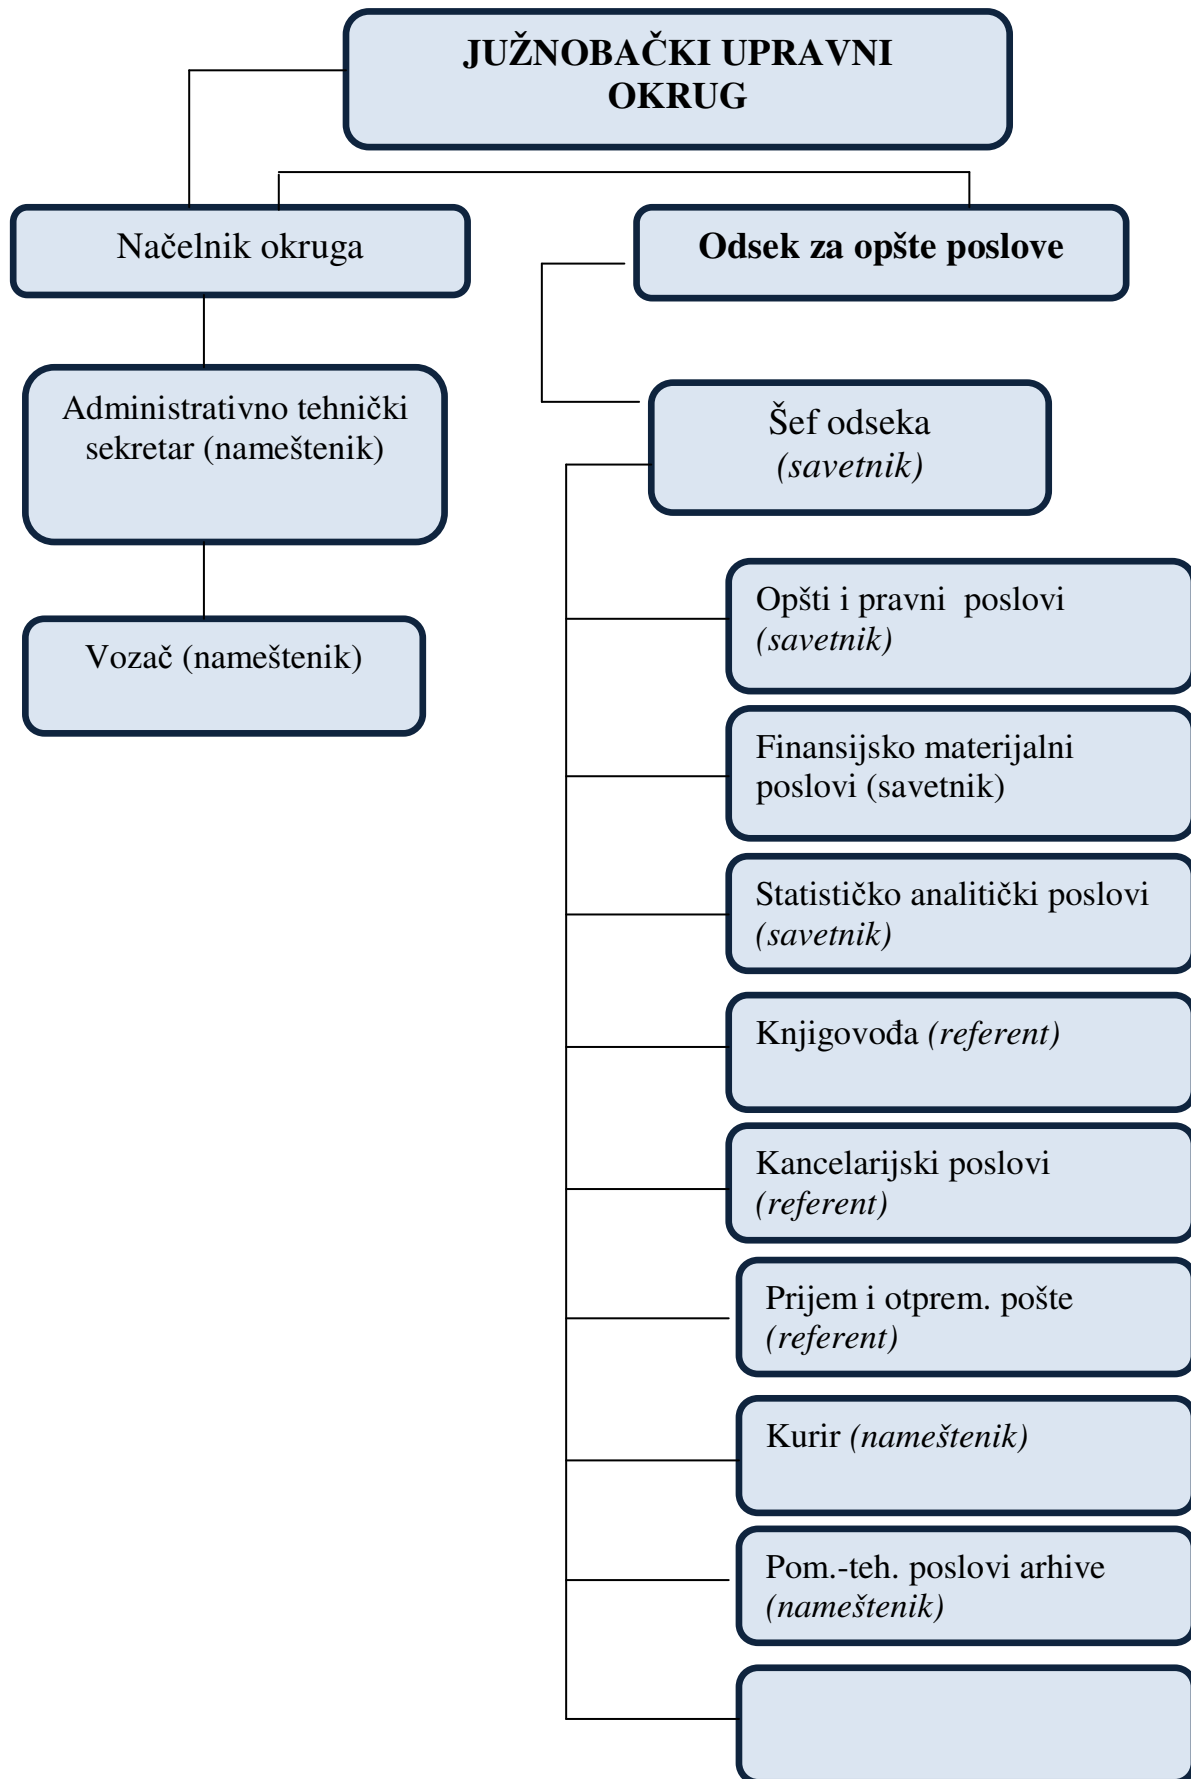 JUŽNOBAČKI UPRAVNI
OKRUG
Načelnik okruga
Odsek za opšte poslove
Administrativno tehnički
sekretar (nameštenik)
Šef odseka
(savetnik)
Vozač (nameštenik)
Opšti i pravni  poslovi
(savetnik)
Finansijsko materijalni
poslovi (savetnik)
Statističko analitički poslovi
(savetnik)
Knjigovođa (referent)
Kancelarijski poslovi
(referent)
Prijem i otprem. pošte
(referent)
Kurir (nameštenik)
Pom.-teh. poslovi arhive
(nameštenik)